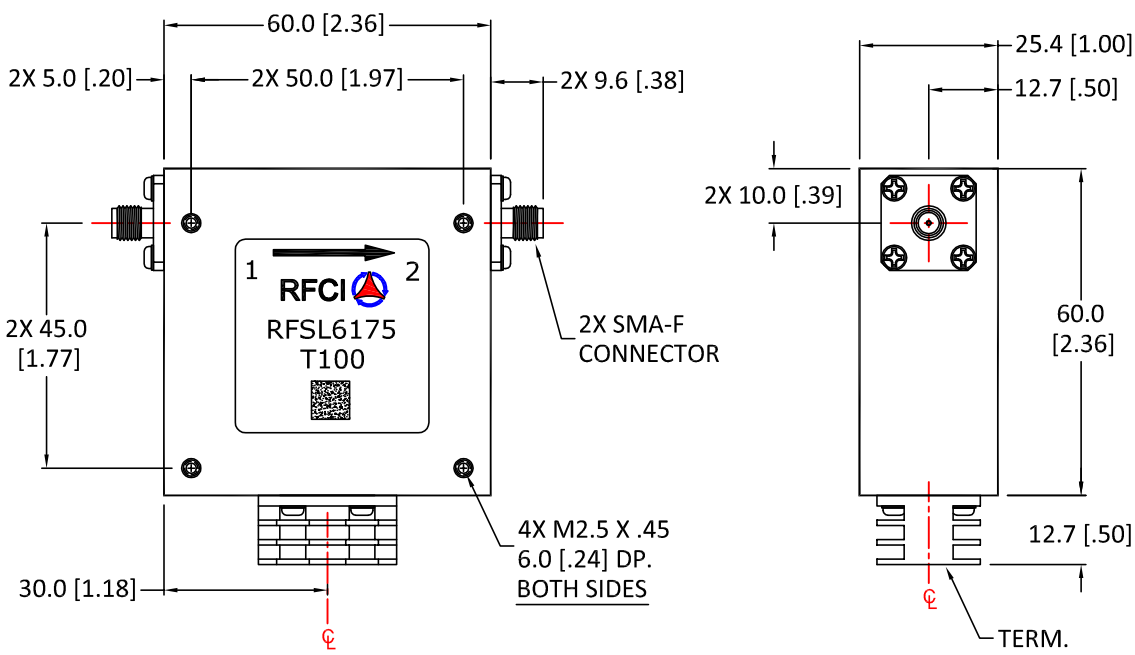 60.0 [2.36]
2X 5.0 [.20]
2X 50.0 [1.97]
2X 9.6 [.38]
25.4 [1.00]
12.7 [.50]
2X 10.0 [.39]
1
2
RFCI
RFSL6175
T100
2X 45.0
[1.77]
2X SMA-F
CONNECTOR
60.0
[2.36]
4X M2.5 X .45
6.0 [.24] DP.
BOTH SIDES
12.7 [.50]
30.0 [1.18]
℄
℄
TERM.